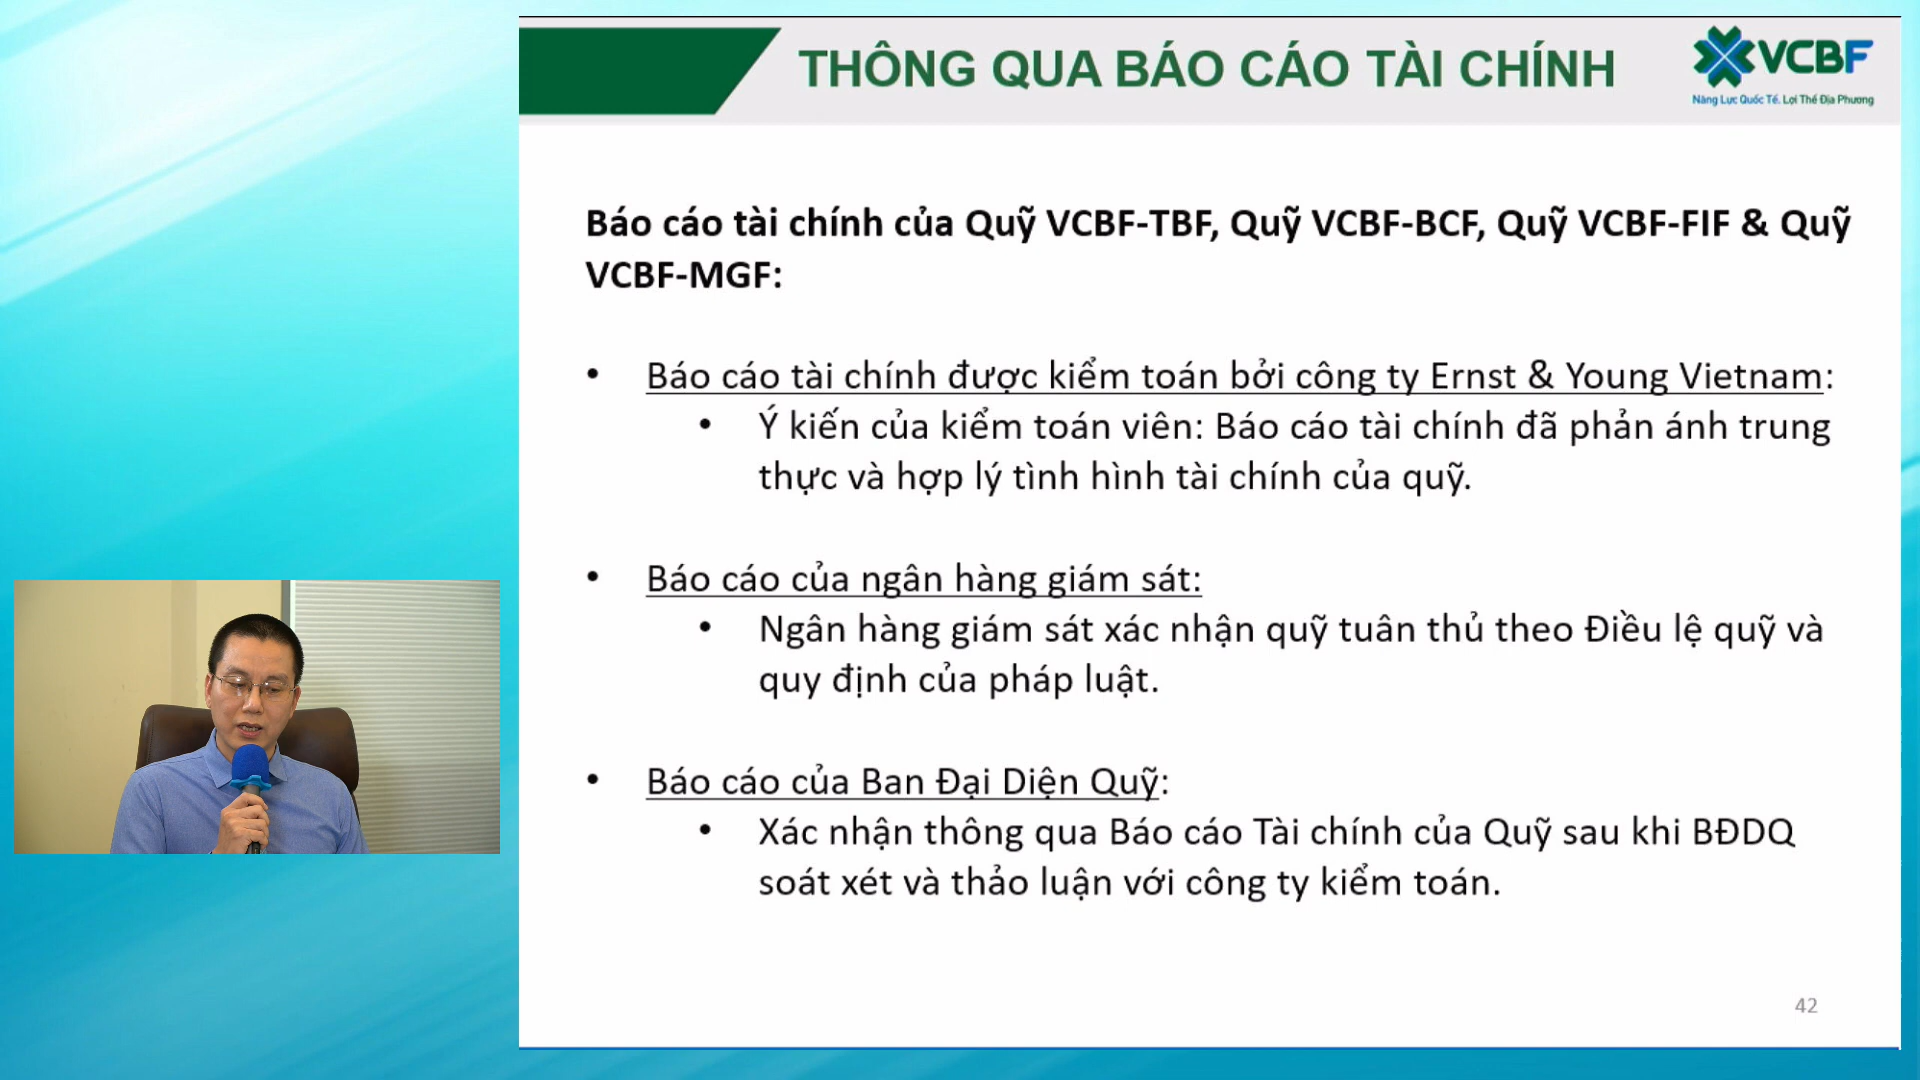 THÔNG QUA BÁO CÁO TÀI CHÍNH
VCBF
Năng Lực Quốc Tế. Lợi Thế Địa Phương
Báo cáo tài chính của Quỹ VCBF-TBF, Quỹ VCBF-BCF, Quỹ VCBF-FIF & Quỹ
VCBF-MGF:
• Báo cáo tài chính được kiểm toán bởi công ty Ernst & Young Vietnam:
• Ý kiến của kiểm toán viên: Báo cáo tài chính đã phản ánh trung
thực và hợp lý tình hình tài chính của quỹ.
• Báo cáo của ngân hàng giám sát:
• Ngân hàng giám sát xác nhận quỹ tuân thủ theo Điều lệ quỹ và
quy định của pháp luật.
• Báo cáo của Ban Đại Diện Quỹ:
• Xác nhận thông qua Báo cáo Tài chính của Quỹ sau khi BĐDQ
soát xét và thảo luận với công ty kiểm toán.
42